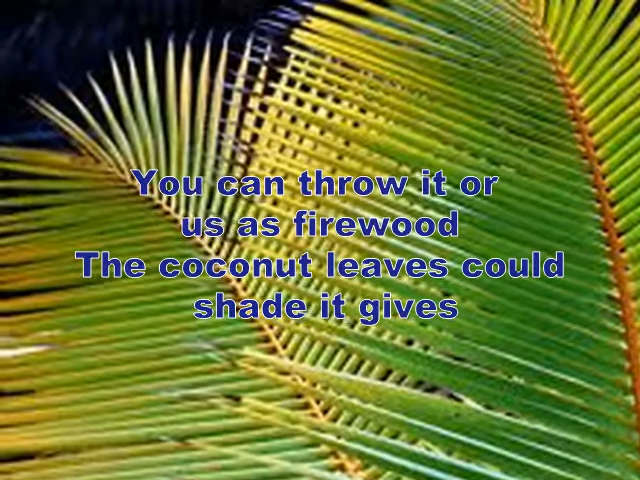 You can throw it or
us as firewood
The coconut leaves could
shade it gives